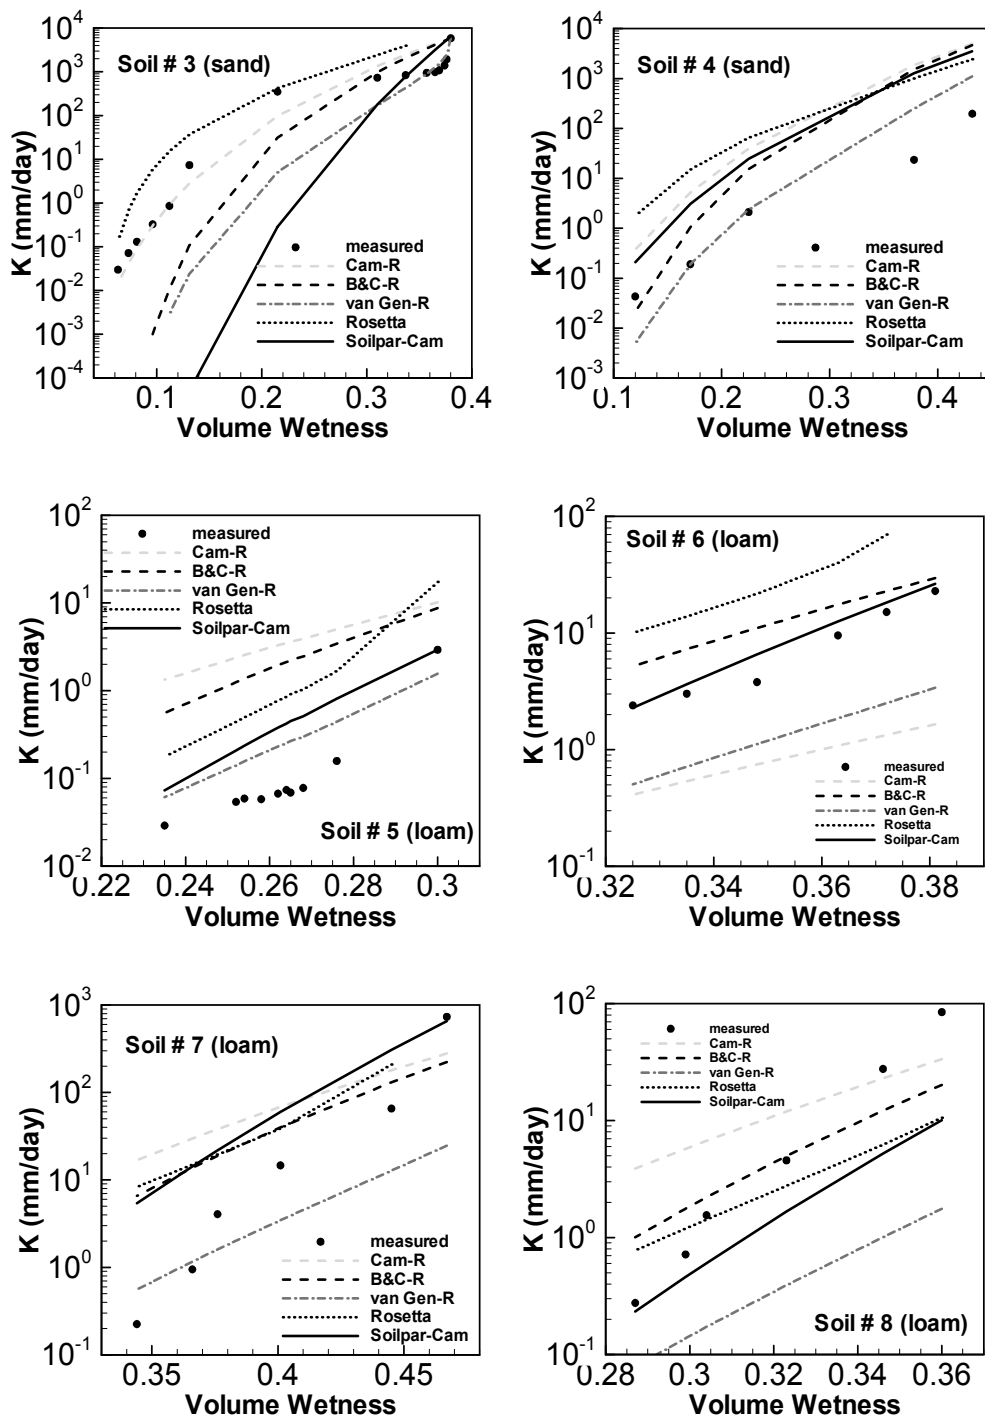 Soil # 3 (sand)
K (mm/day)
10^4
10^3
10^2
10^1
10^0
10^-1
10^-2
10^-3
10^-4
measured
Cam-R
B&C-R
van Gen-R
Rosetta
Soilpar-Cam
0.1 0.2 0.3 0.4
Volume Wetness
Soil # 4 (sand)
K (mm/day)
10^4
10^3
10^2
10^1
10^0
10^-1
10^-2
10^-3
measured
Cam-R
B&C-R
van Gen-R
Rosetta
Soilpar-Cam
0.1 0.2 0.3 0.4
Volume Wetness
K (mm/day)
10^2
10^1
10^0
10^-1
10^-2
measured
Cam-R
B&C-R
van Gen-R
Rosetta
Soilpar-Cam
Soil # 5 (loam)
0.22 0.24 0.26 0.28 0.3
Volume Wetness
Soil # 6 (loam)
K (mm/day)
10^2
10^1
10^0
10^-1
measured
Cam-R
B&C-R
van Gen-R
Rosetta
Soilpar-Cam
0.32 0.34 0.36 0.38
Volume Wetness
Soil # 7 (loam)
K (mm/day)
10^3
10^2
10^1
10^0
10^-1
measured
Cam-R
B&C-R
van Gen-R
Rosetta
Soilpar-Cam
0.35 0.4 0.45
Volume Wetness
K (mm/day)
10^2
10^1
10^0
10^-1
measured
Cam-R
B&C-R
van Gen-R
Rosetta
Soilpar-Cam
Soil # 8 (loam)
0.28 0.3 0.32 0.34 0.36
Volume Wetness